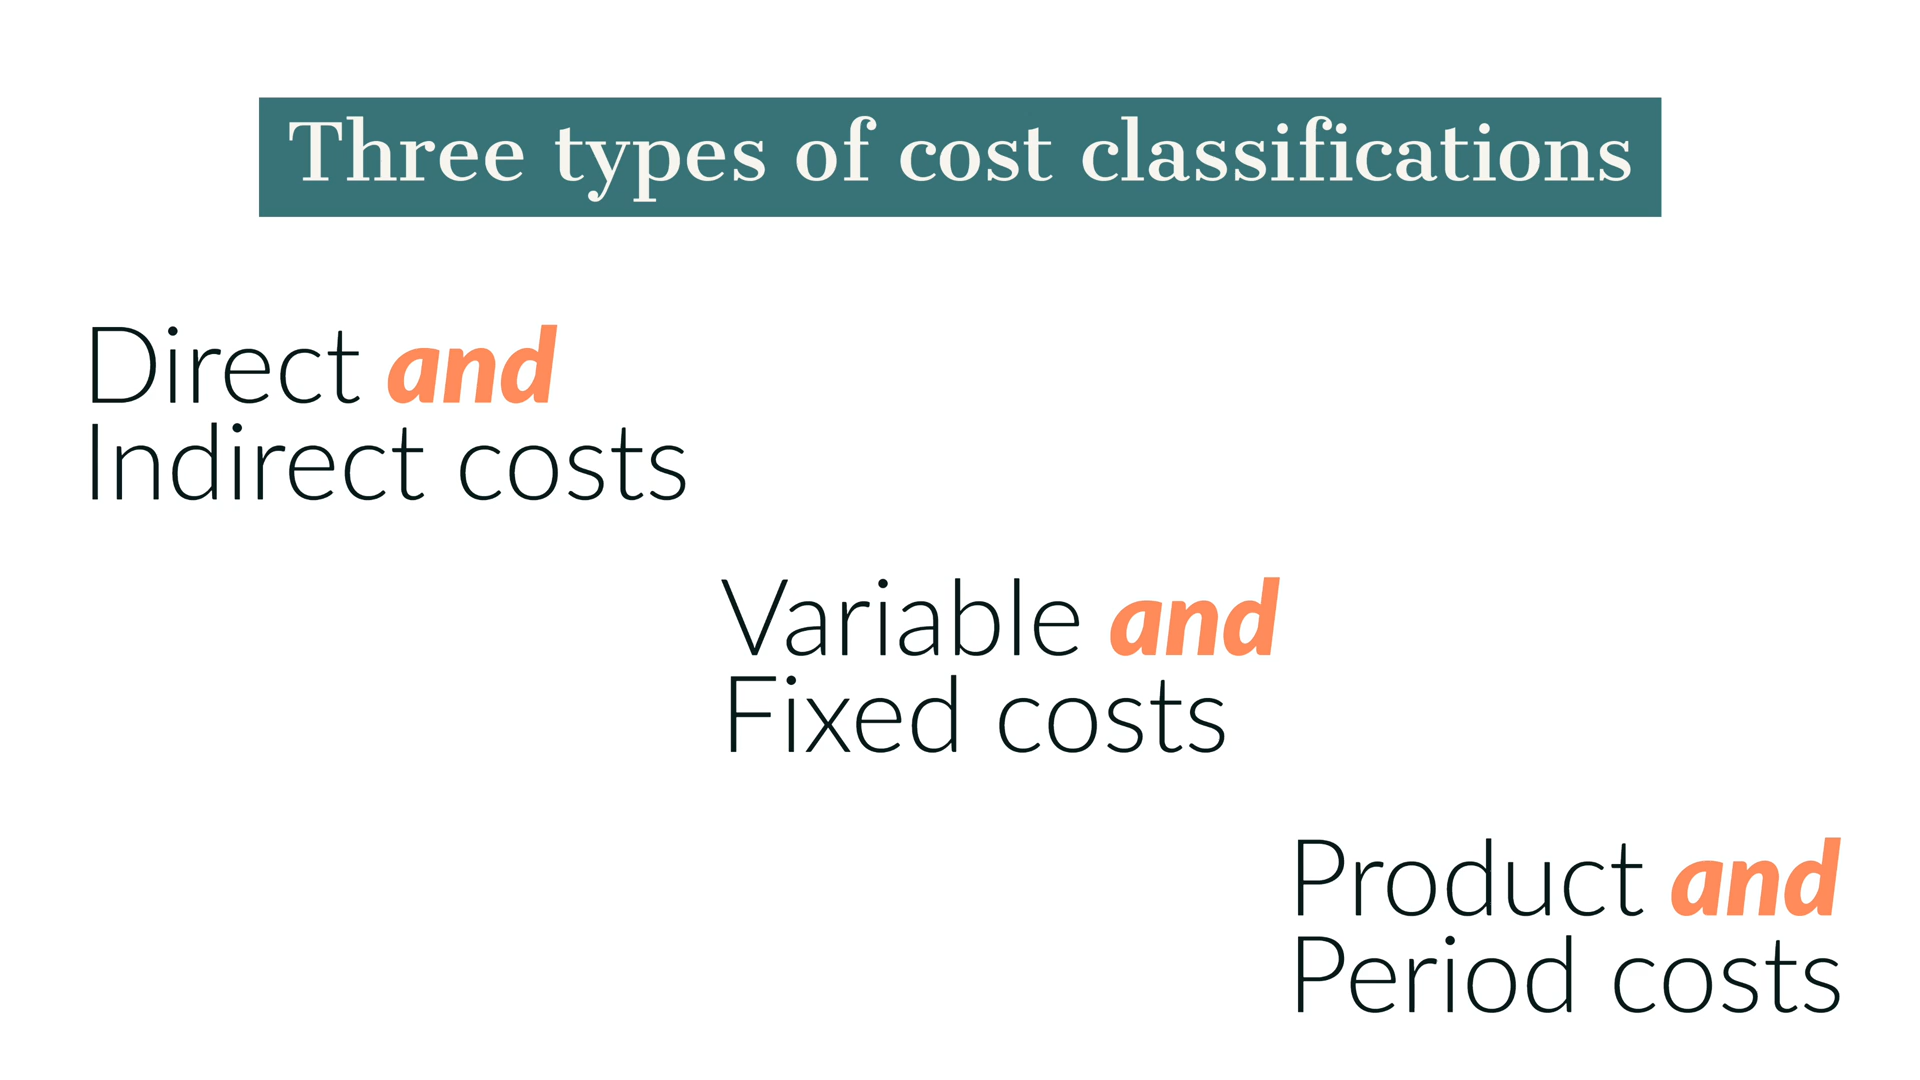 Three types of cost classifications
Direct and
Indirect costs
Variable and
Fixed costs
Product and
Period costs